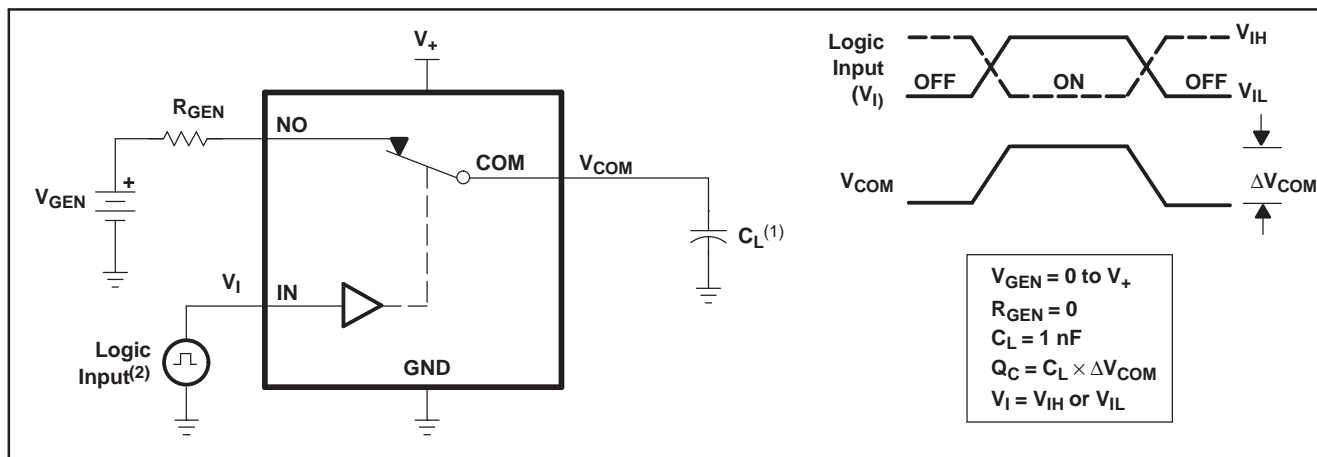 V+
RGEN
NO
COM
VCOM
VGEN
+
CL(1)
VI
IN
Logic
Input(2)
GND
Logic
Input
(VI)
OFF
ON
OFF
VIH
VIL
VCOM
ΔVCOM
VGEN = 0 to V+
RGEN = 0
CL = 1 nF
QC = CL × ΔVCOM
VI = VIH or VIL